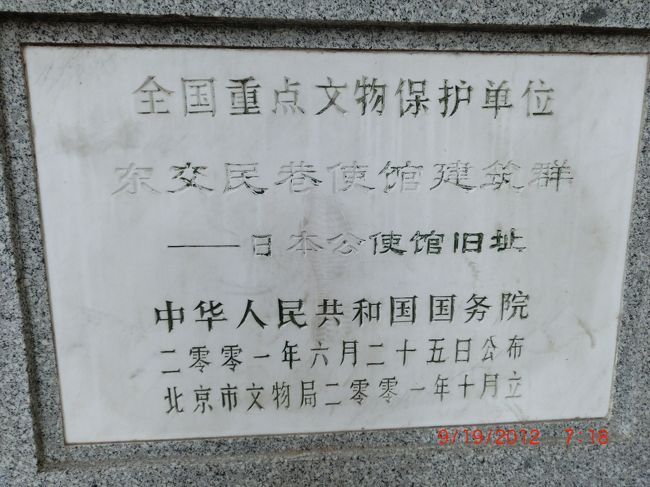 全国重点文物保护单位
东交民巷使馆建筑群
——日本公使馆旧址
中华人民共和国国务院
二零零一年六月二十五日公布
北京市文物局二零零一年十月立
9/19/2012 7:18